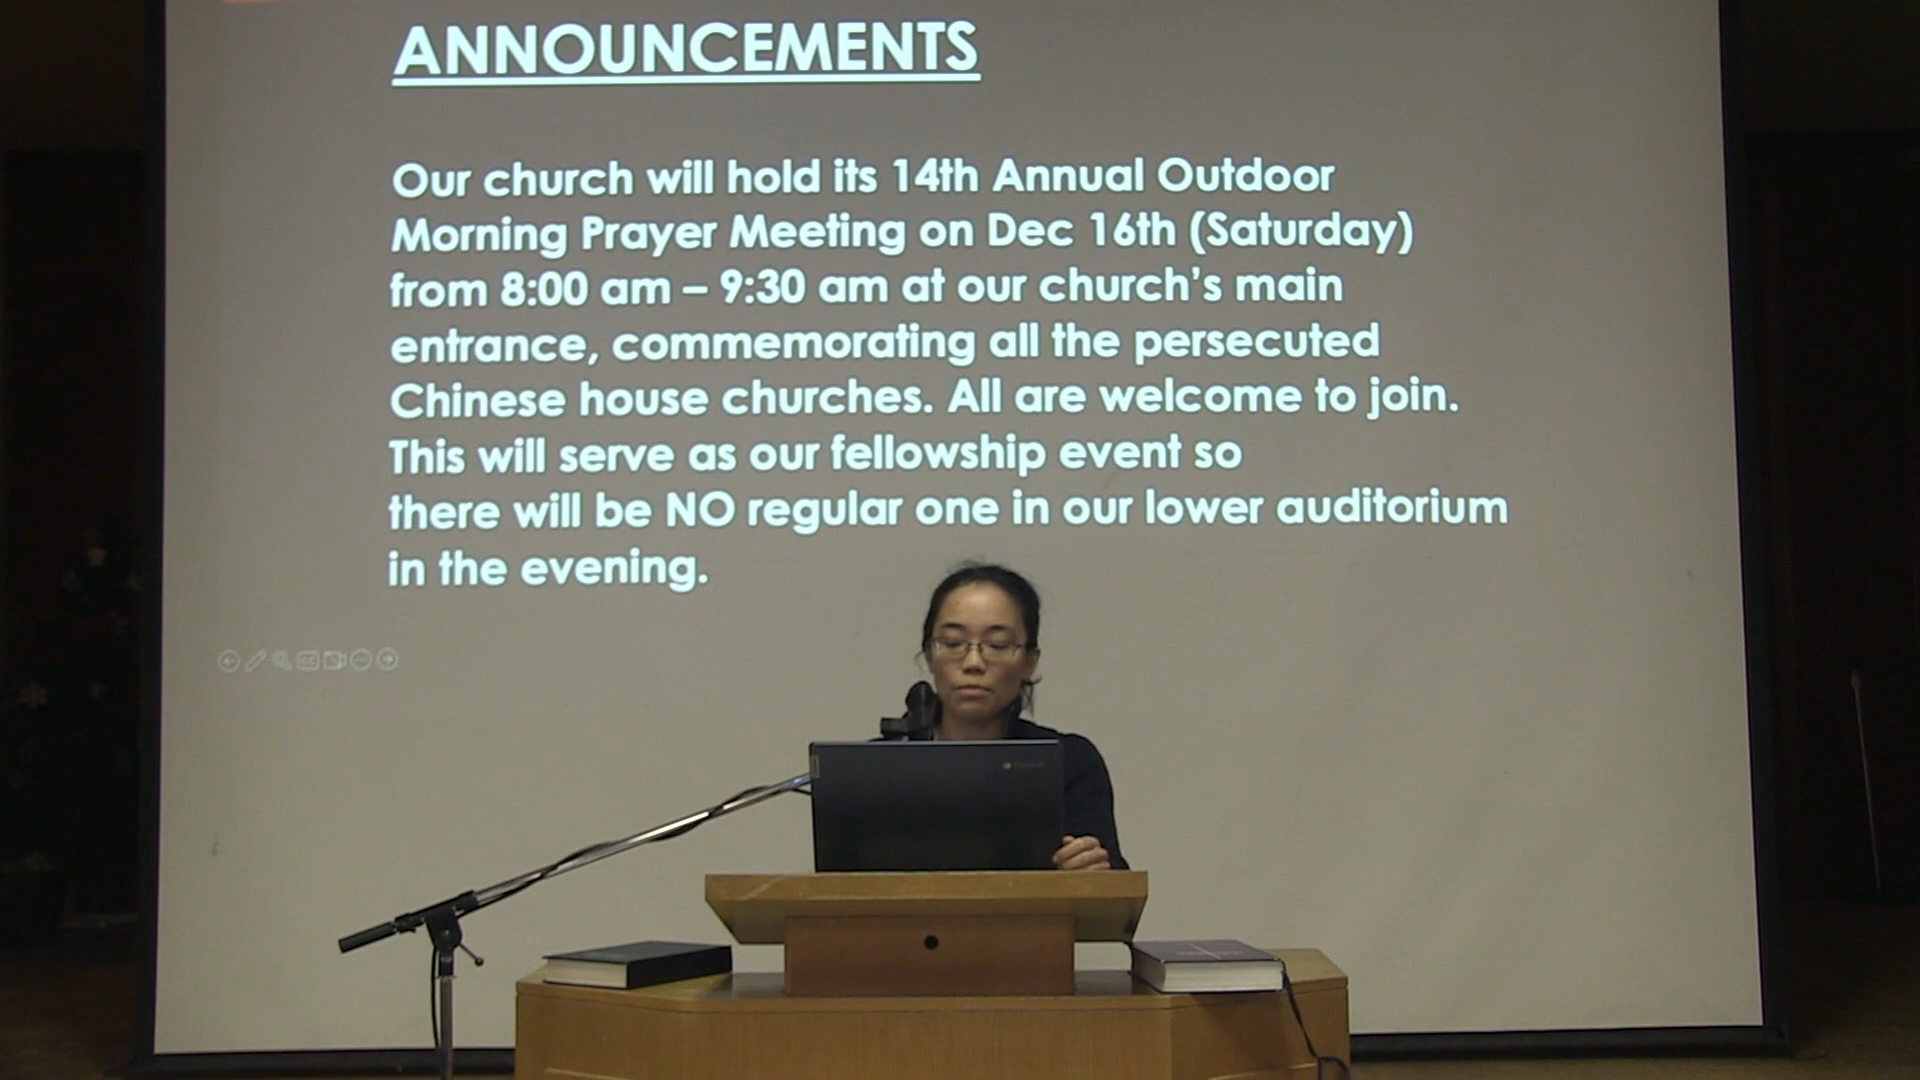 ANNOUNCEMENTS
Our church will hold its 14th Annual Outdoor
Morning Prayer Meeting on Dec 16th (Saturday)
from 8:00 am – 9:30 am at our church’s main
entrance, commemorating all the persecuted
Chinese house churches. All are welcome to join.
This will serve as our fellowship event so
there will be NO regular one in our lower auditorium
in the evening.